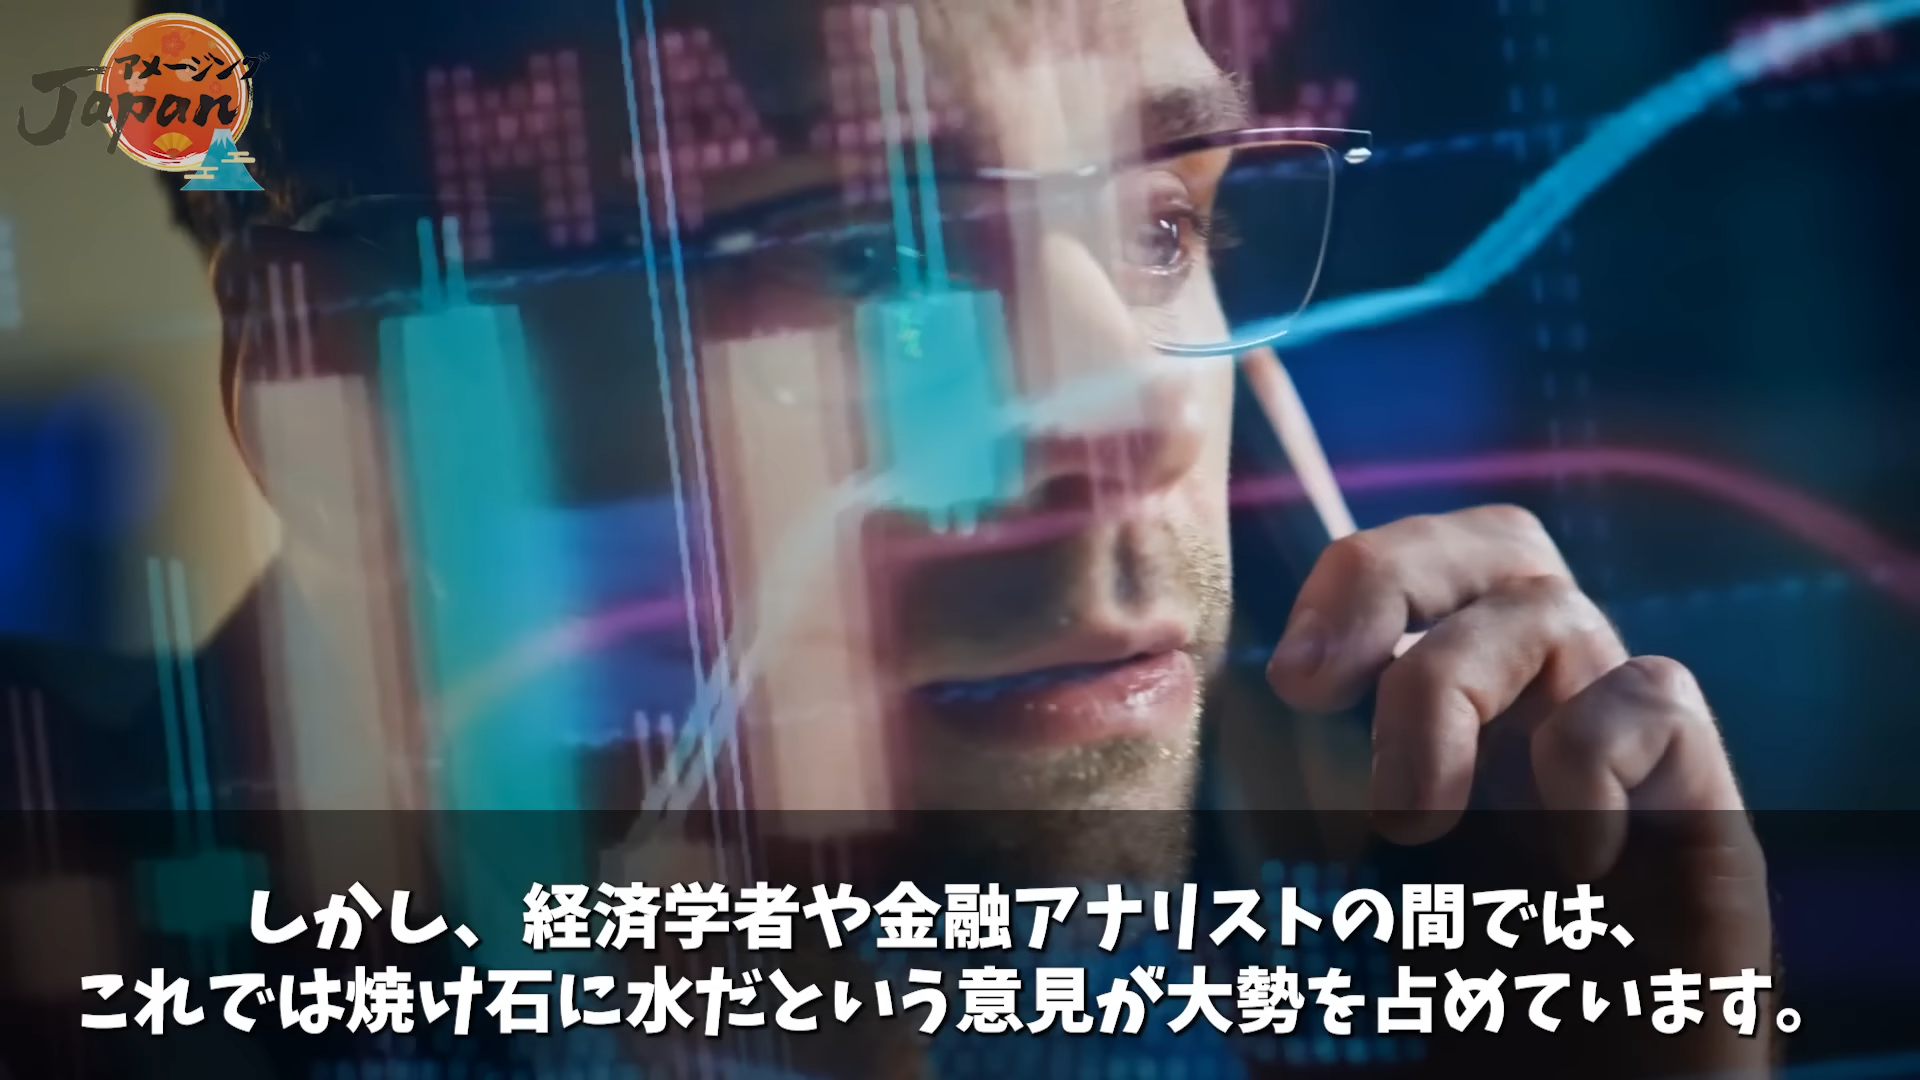 アメージング
Japan
しかし、経済学者や金融アナリストの間では、
これでは焼け石に水だという意見が大勢を占めています。